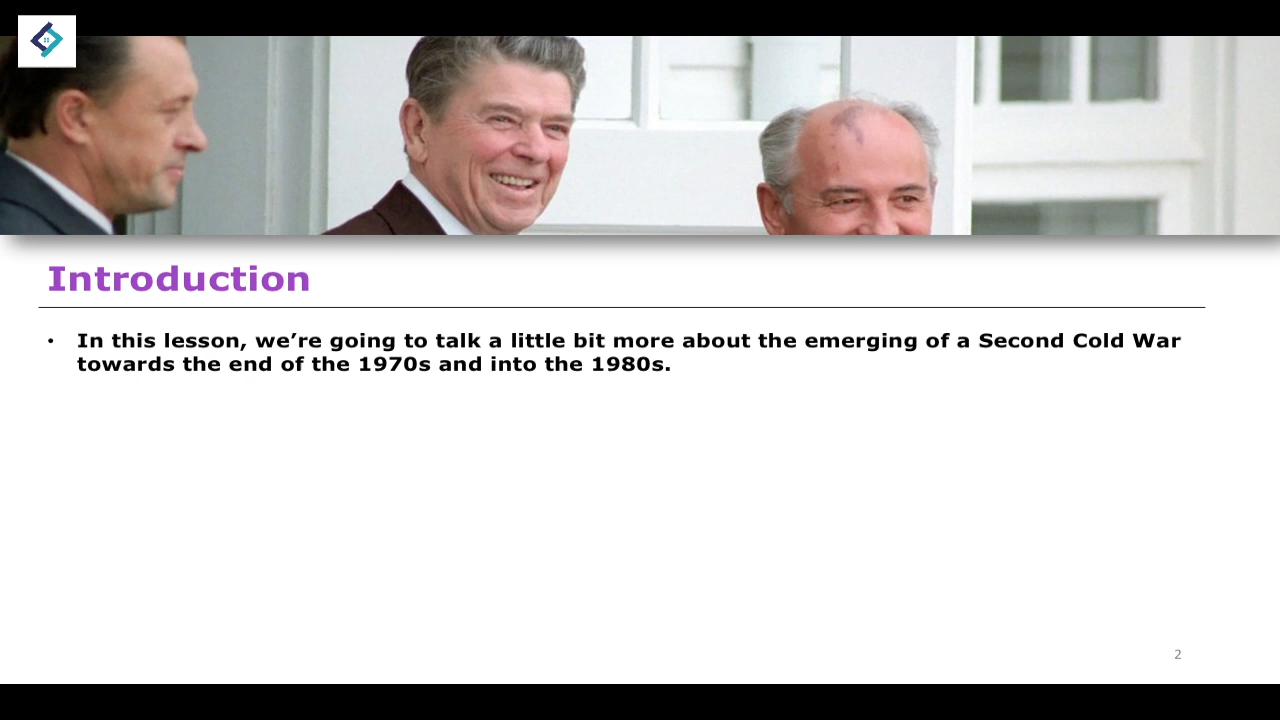 Introduction
• In this lesson, we’re going to talk a little bit more about the emerging of a Second Cold War
towards the end of the 1970s and into the 1980s.
2